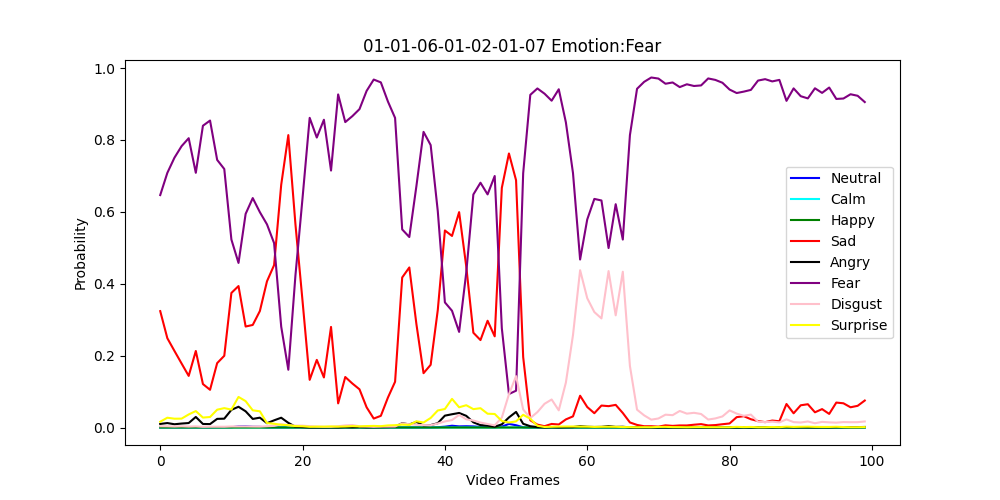 01-01-06-01-02-01-07 Emotion:Fear
Probability
1.0
0.8
0.6
0.4
0.2
0.0
Neutral
Calm
Happy
Sad
Angry
Fear
Disgust
Surprise
0 20 40 60 80 100
Video Frames